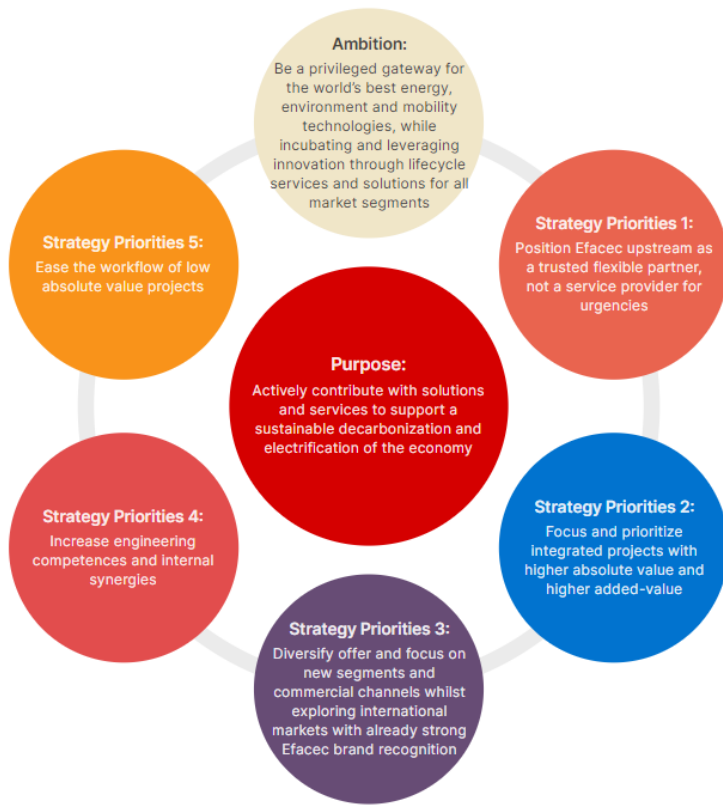 Ambition:
Be a privileged gateway for
the world's best energy,
environment and mobility
technologies, while
incubating and leveraging
innovation through lifecycle
services and solutions for all
market segments
Strategy Priorities 1:
Position Efacec upstream as
a trusted flexible partner,
not a service provider for
urgencies
Strategy Priorities 2:
Focus and prioritize
integrated projects with
higher absolute value and
higher added-value
Strategy Priorities 3:
Diversify offer and focus on
new segments and
commercial channels whilst
exploring international
markets with already strong
Efacec brand recognition
Strategy Priorities 4:
Increase engineering
competences and internal
synergies
Strategy Priorities 5:
Ease the workflow of low
absolute value projects
Purpose:
Actively contribute with solutions
and services to support a
sustainable decarbonization and
electrification of the economy